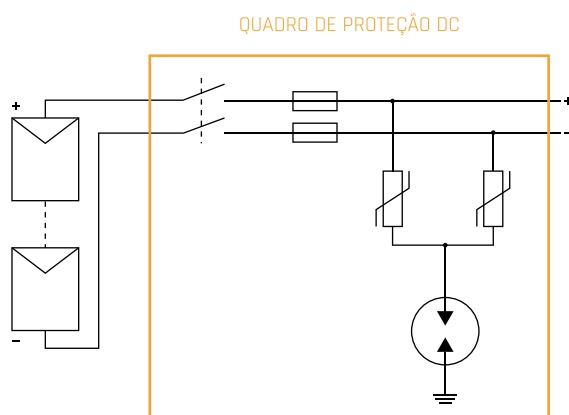 QUADRO DE PROTEÇÃO DC
+
+
-
-